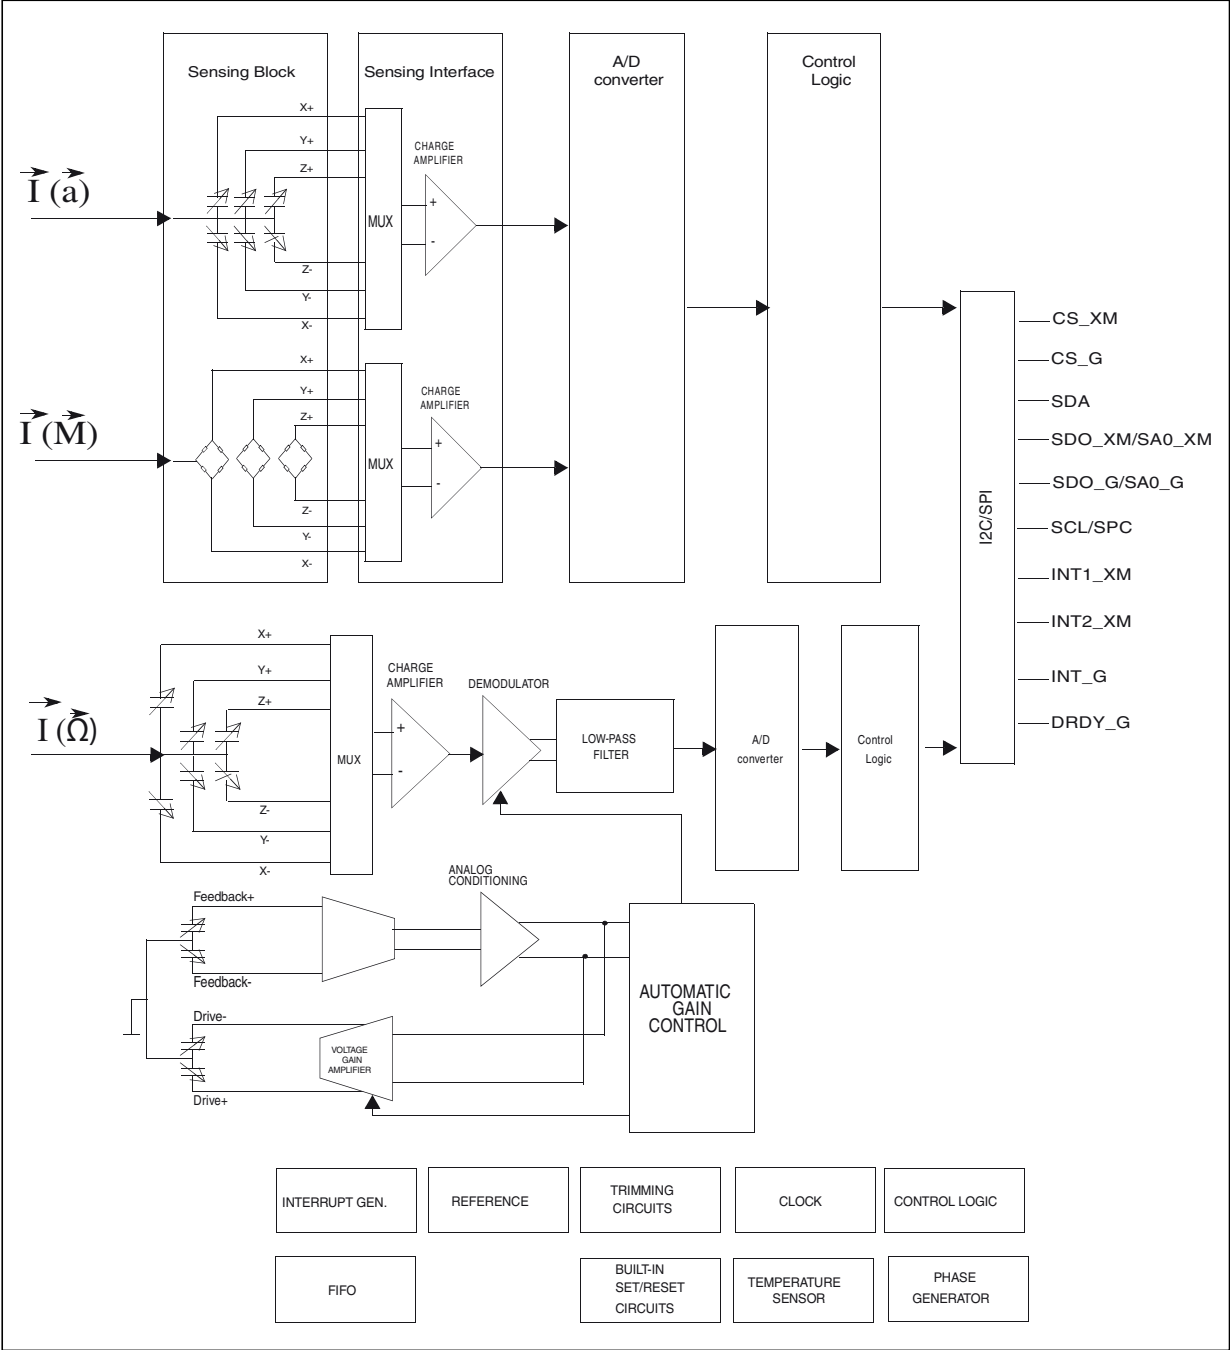 Sensing Block
Sensing Interface
A/D
converter
Control
Logic
X+
Y+
Z+
CHARGE
AMPLIFIER
I (a)
MUX
+
-
Z-
Y-
X-
X+
Y+
Z+
CHARGE
AMPLIFIER
I (M)
MUX
+
-
Z-
Y-
X-
I2C/SPI
CS_XM
CS_G
SDA
SDO_XM/SA0_XM
SDO_G/SA0_G
SCL/SPC
INT1_XM
INT2_XM
INT_G
DRDY_G
X+
Y+
Z+
I (Ω)
MUX
CHARGE
AMPLIFIER
+
-
DEMODULATOR
LOW-PASS
FILTER
A/D
converter
Control
Logic
Z-
Y-
X-
ANALOG
CONDITIONING
Feedback+
Feedback-
Drive-
VOLTAGE
GAIN
AMPLIFIER
Drive+
AUTOMATIC
GAIN
CONTROL
INTERRUPT GEN.
REFERENCE
TRIMMING
CIRCUITS
CLOCK
CONTROL LOGIC
FIFO
BUILT-IN
SET/RESET
CIRCUITS
TEMPERATURE
SENSOR
PHASE
GENERATOR